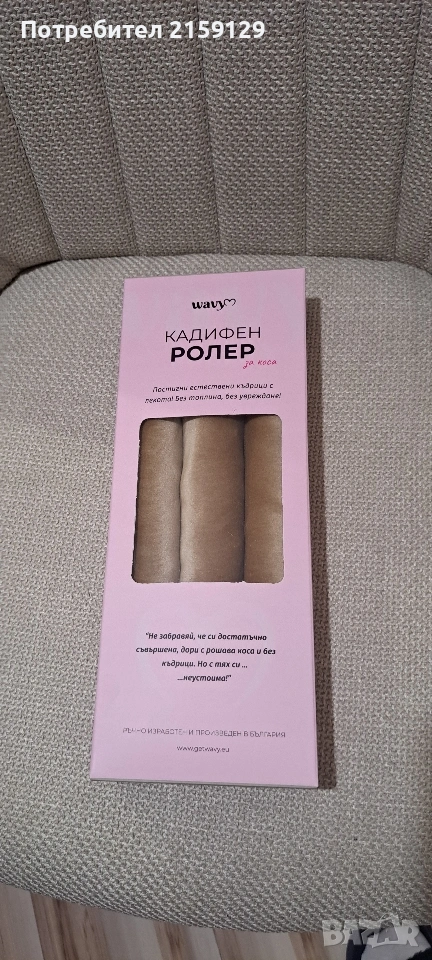 Потребител 2159129
wavy
КАДИФЕН
РОЛЕР
за коса
Постигни естествени къдрици с
лекота! Без топлина, без увреждане!
"Не забравяй, че си достатъчно
съвършена, дори с рошава коса и без
къдрици. Но с тях си ...
...неустоима!"
РЪЧНО ИЗРАБОТЕН И ПРОИЗВЕДЕН В БЪЛГАРИЯ
www.getwavy.eu
BAZAR